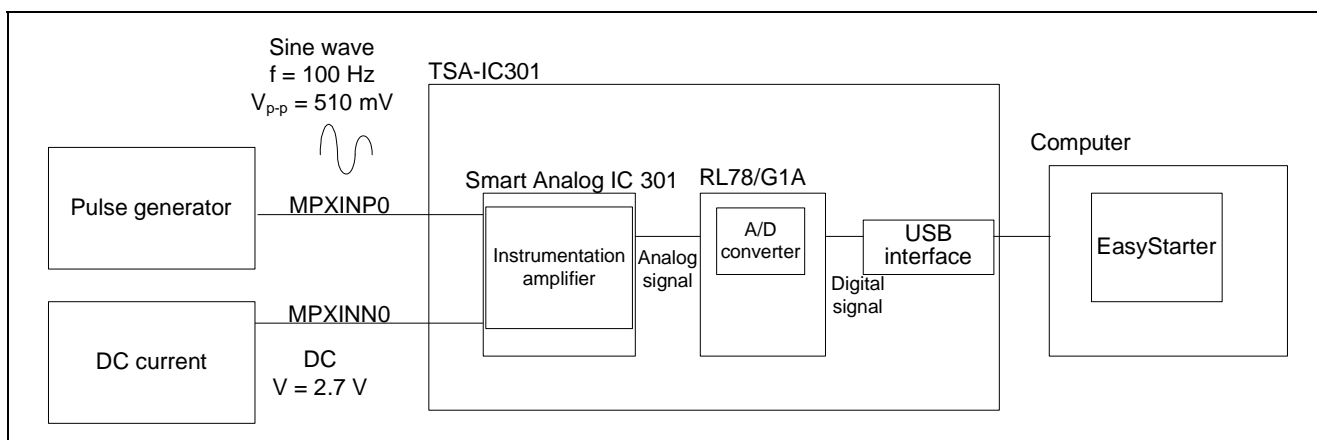 Sine wave
f = 100 Hz
Vp-p = 510 mV
TSA-IC301
Computer
Smart Analog IC 301
RL78/G1A
Pulse generator
MPXINP0
Instrumentation
amplifier
Analog
signal
A/D
converter
Digital
signal
USB
interface
EasyStarter
MPXINN0
DC current
DC
V = 2.7 V